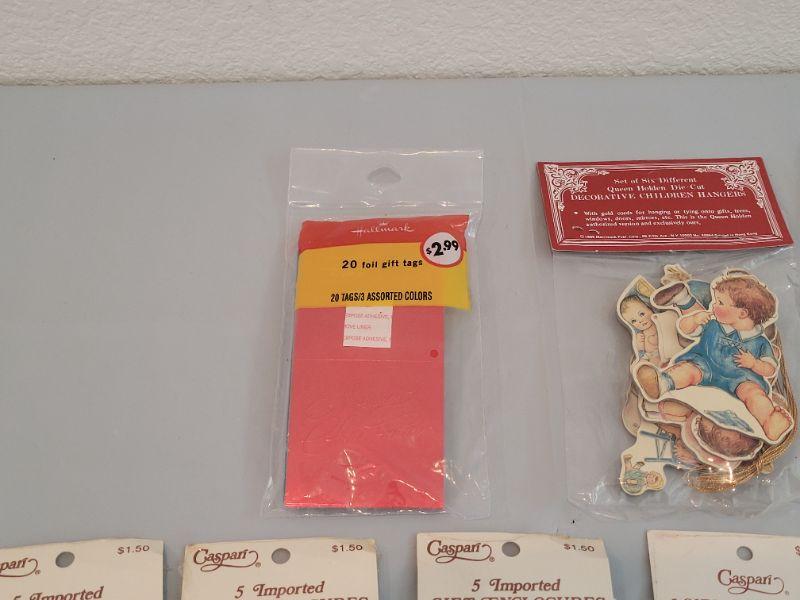 Hallmark
$2.99
20 foil gift tags
20 TAGS/3 ASSORTED COLORS
EXPOSE ADHESIVE,
OVE LINER
EXPOSE ADHESIVE,
Set of Six Different
Queen Holden Die-Cut
DECORATIVE CHILDREN HANGERS
• With gold cords for hanging or tying onto gifts, trees,
windows, doors, mirrors, etc. This is the Queen Holden
authorized version and exclusively ours.
Caspari® $1.50
Caspari® $1.50
5 Imported
Caspari® $1.50
5 Imported
GIFT ENCLOSURES
Caspari® $
5 Imported